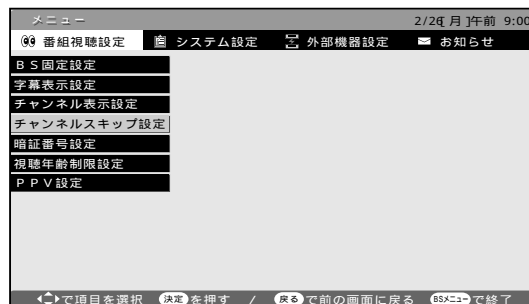 メニュー 2/26[月]午前 9:00
番組視聴設定 システム設定 外部機器設定 お知らせ
BS固定設定
字幕表示設定
チャンネル表示設定
チャンネルスキップ設定
暗証番号設定
視聴年齢制限設定
PPV設定
で項目を選択 決定を押す / 戻るで前の画面に戻る BSメニューで終了